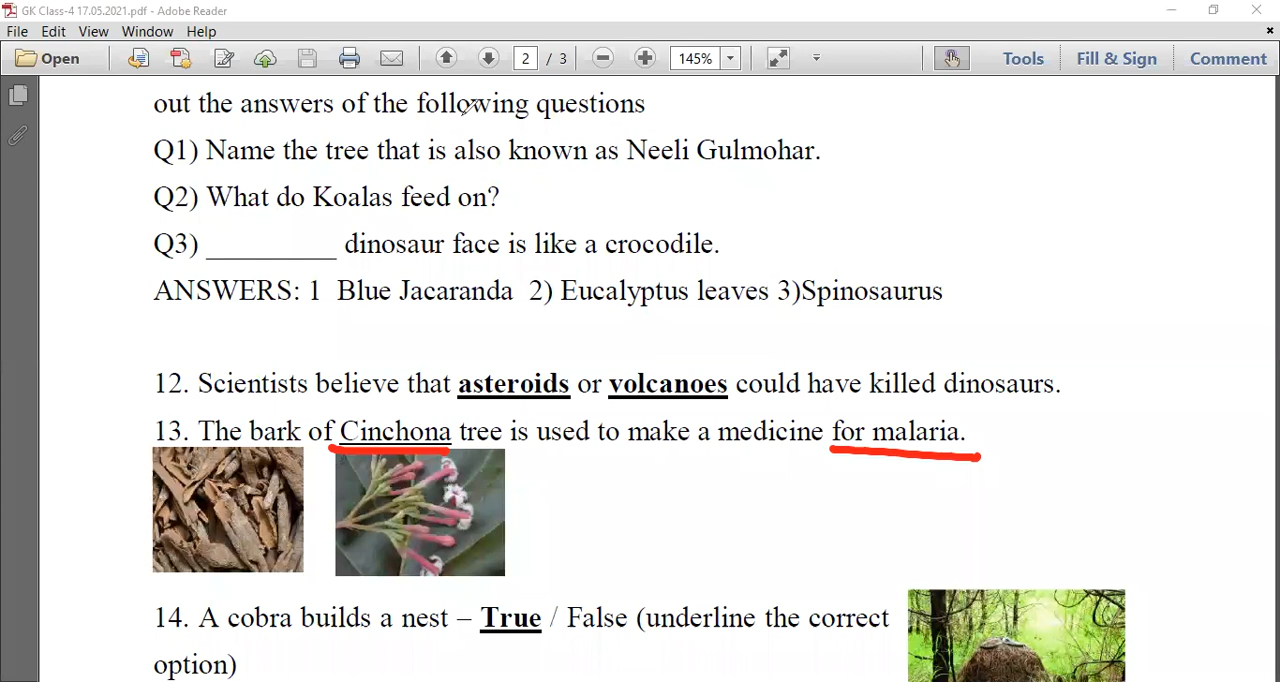 GK Class-4 17.05.2021.pdf - Adobe Reader
File Edit View Window Help
Open 2 / 3 145% Tools Fill & Sign Comment
out the answers of the following questions
Q1) Name the tree that is also known as Neeli Gulmohar.
Q2) What do Koalas feed on?
Q3) _________ dinosaur face is like a crocodile.
ANSWERS: 1 Blue Jacaranda 2) Eucalyptus leaves 3)Spinosaurus
12. Scientists believe that asteroids or volcanoes could have killed dinosaurs.
13. The bark of Cinchona tree is used to make a medicine for malaria.
14. A cobra builds a nest – True / False (underline the correct
option)